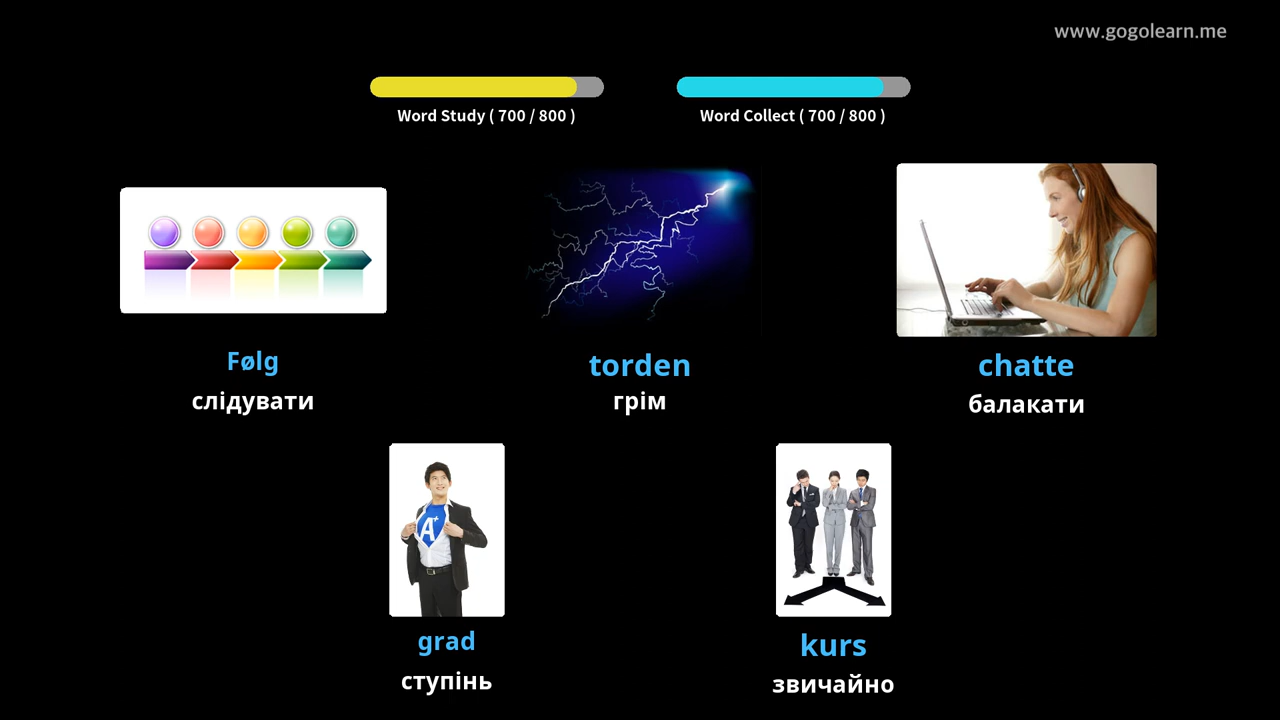 www.gogolearn.me
Word Study ( 700 / 800 )
Word Collect ( 700 / 800 )
Følg
слідувати
torden
грім
chatte
балакати
A+
grad
ступінь
kurs
звичайно